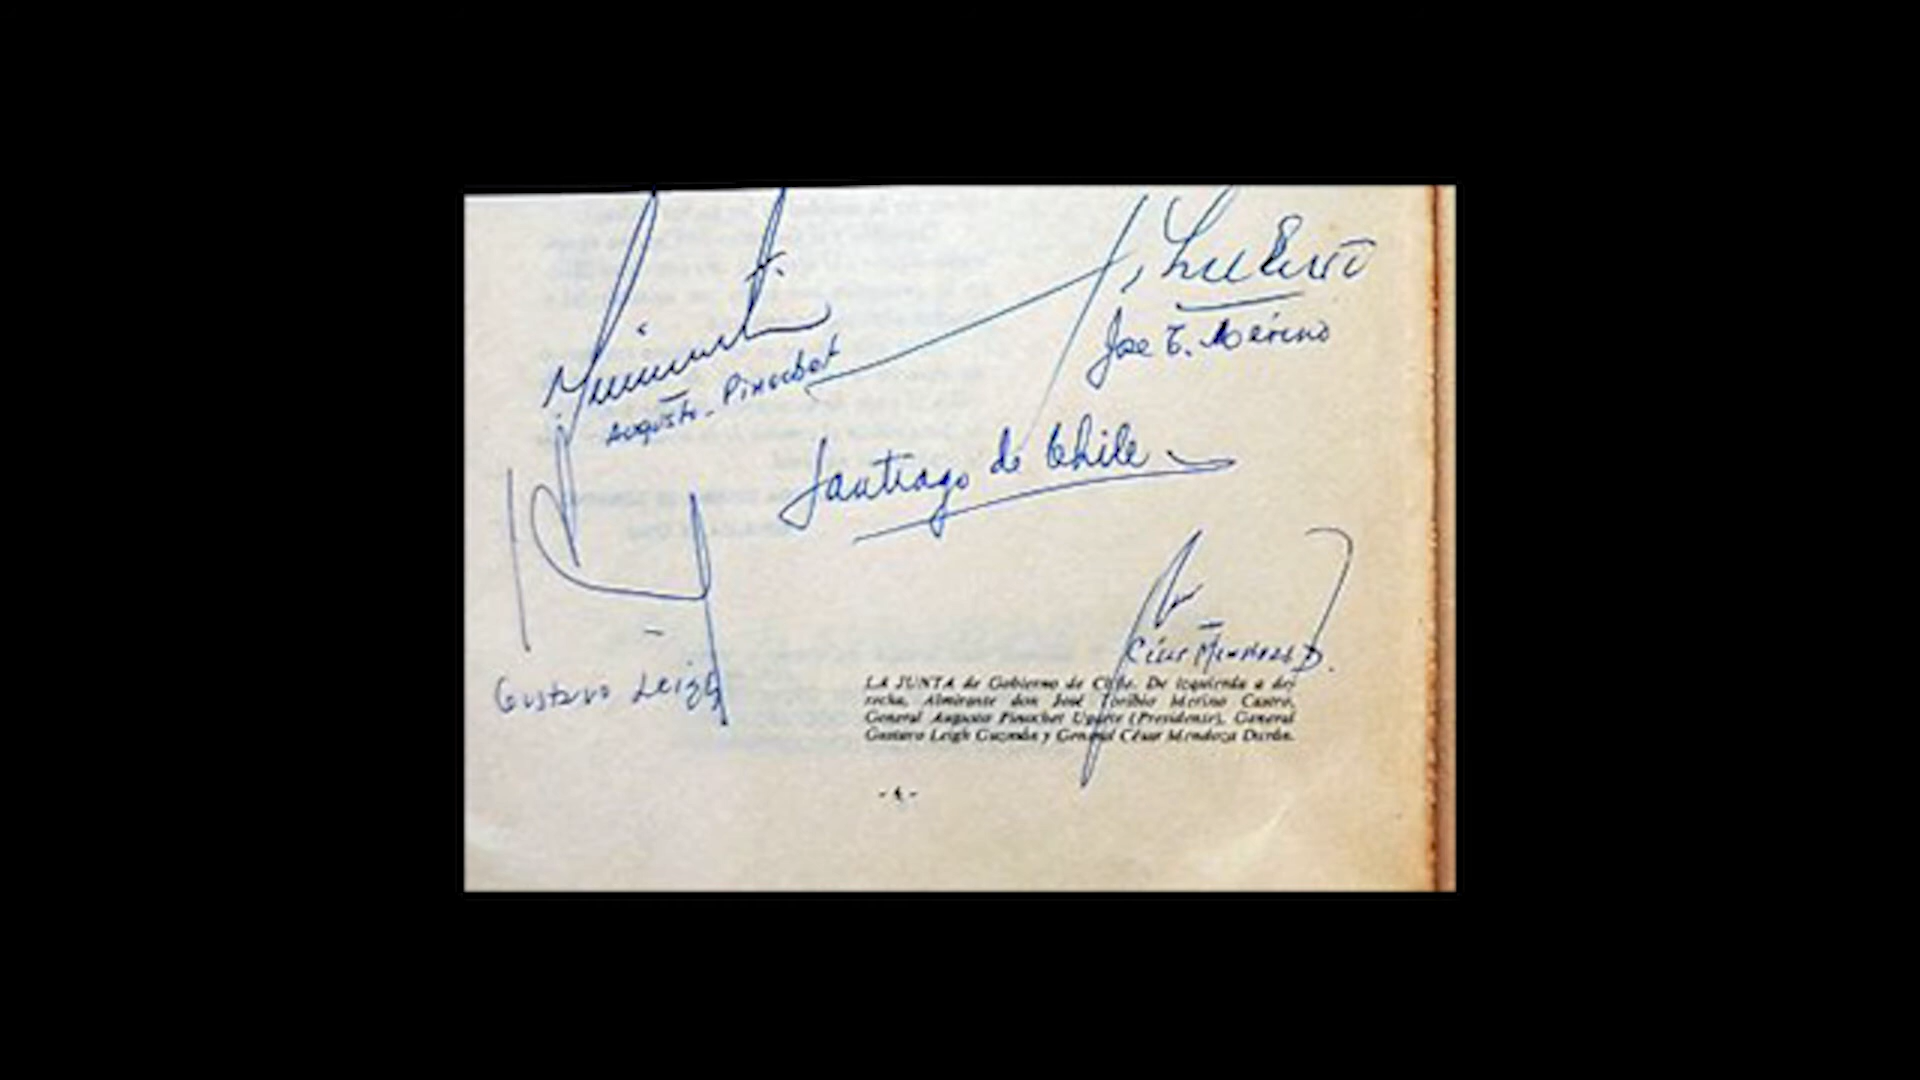 Augusto - Pinochet
Jose T. Merino
Santiago de Chile
Gustavo Leigh
César Mendoza D.
LA JUNTA de Gobierno de Chile. De izquierda a de-
recha, Almirante don José Toribio Merino Castro,
General Augusto Pinochet Ugarte (Presidente), General
Gustavo Leigh Guzmán y General César Mendoza Durán.
- 4 -